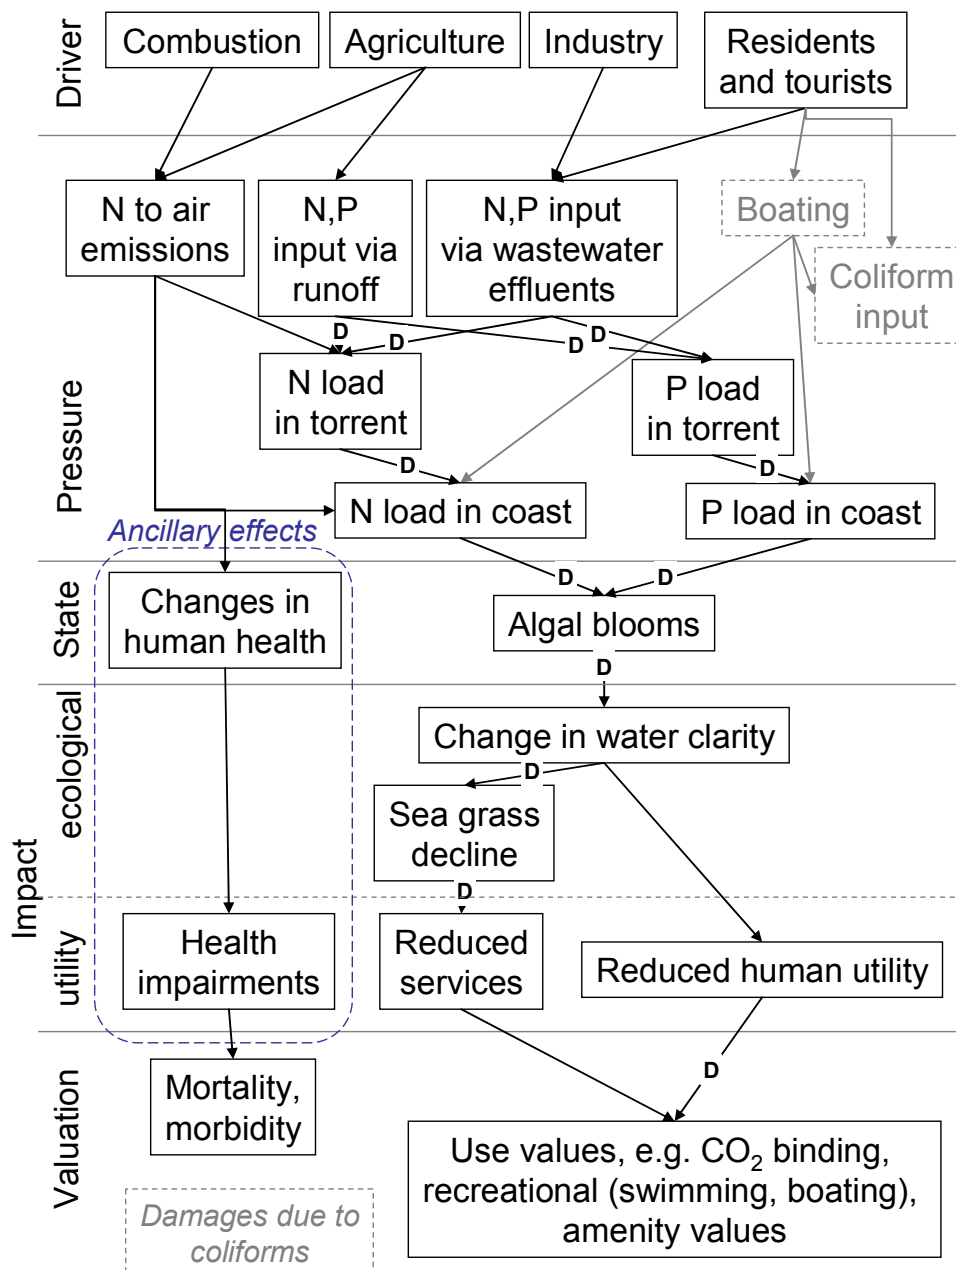 Driver
Combustion
Agriculture
Industry
Residents
and tourists
Pressure
N to air
emissions
N,P
input via
runoff
N,P input
via wastewater
effluents
Boating
Coliform
input
D
D
D
D
N load
in torrent
P load
in torrent
D
D
N load in coast
P load in coast
Ancillary effects
D
D
State
Changes in
human health
Algal blooms
D
Impact
ecological
Change in water clarity
D
Sea grass
decline
D
utility
Health
impairments
Reduced
services
Reduced human utility
D
Valuation
Mortality,
morbidity
Use values, e.g. CO₂ binding,
recreational (swimming, boating),
amenity values
Damages due to
coliforms